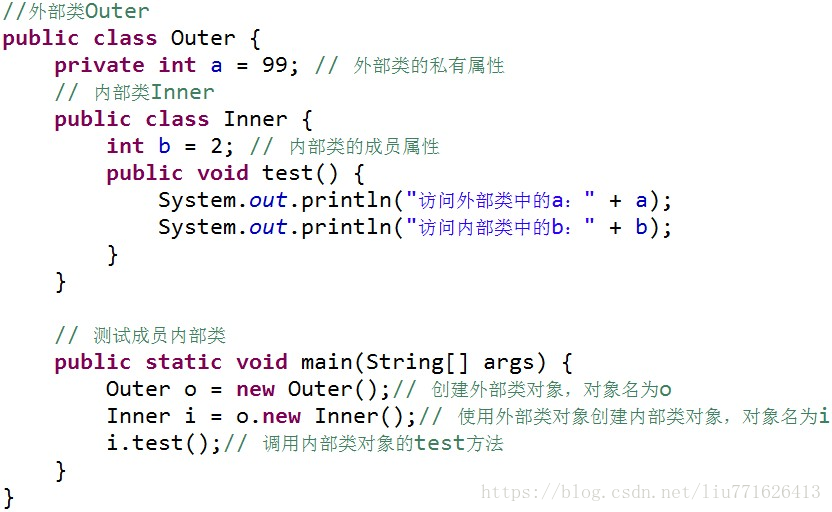 //外部类Outer
public class Outer {
    private int a = 99; // 外部类的私有属性
    // 内部类Inner
    public class Inner {
        int b = 2; // 内部类的成员属性
        public void test() {
            System.out.println("访问外部类中的a：" + a);
            System.out.println("访问内部类中的b：" + b);
        }
    }

    // 测试成员内部类
    public static void main(String[] args) {
        Outer o = new Outer();// 创建外部类对象，对象名为o
        Inner i = o.new Inner();// 使用外部类对象创建内部类对象，对象名为i
        i.test();// 调用内部类对象的test方法
    }
}
https://blog.csdn.net/liu771626413